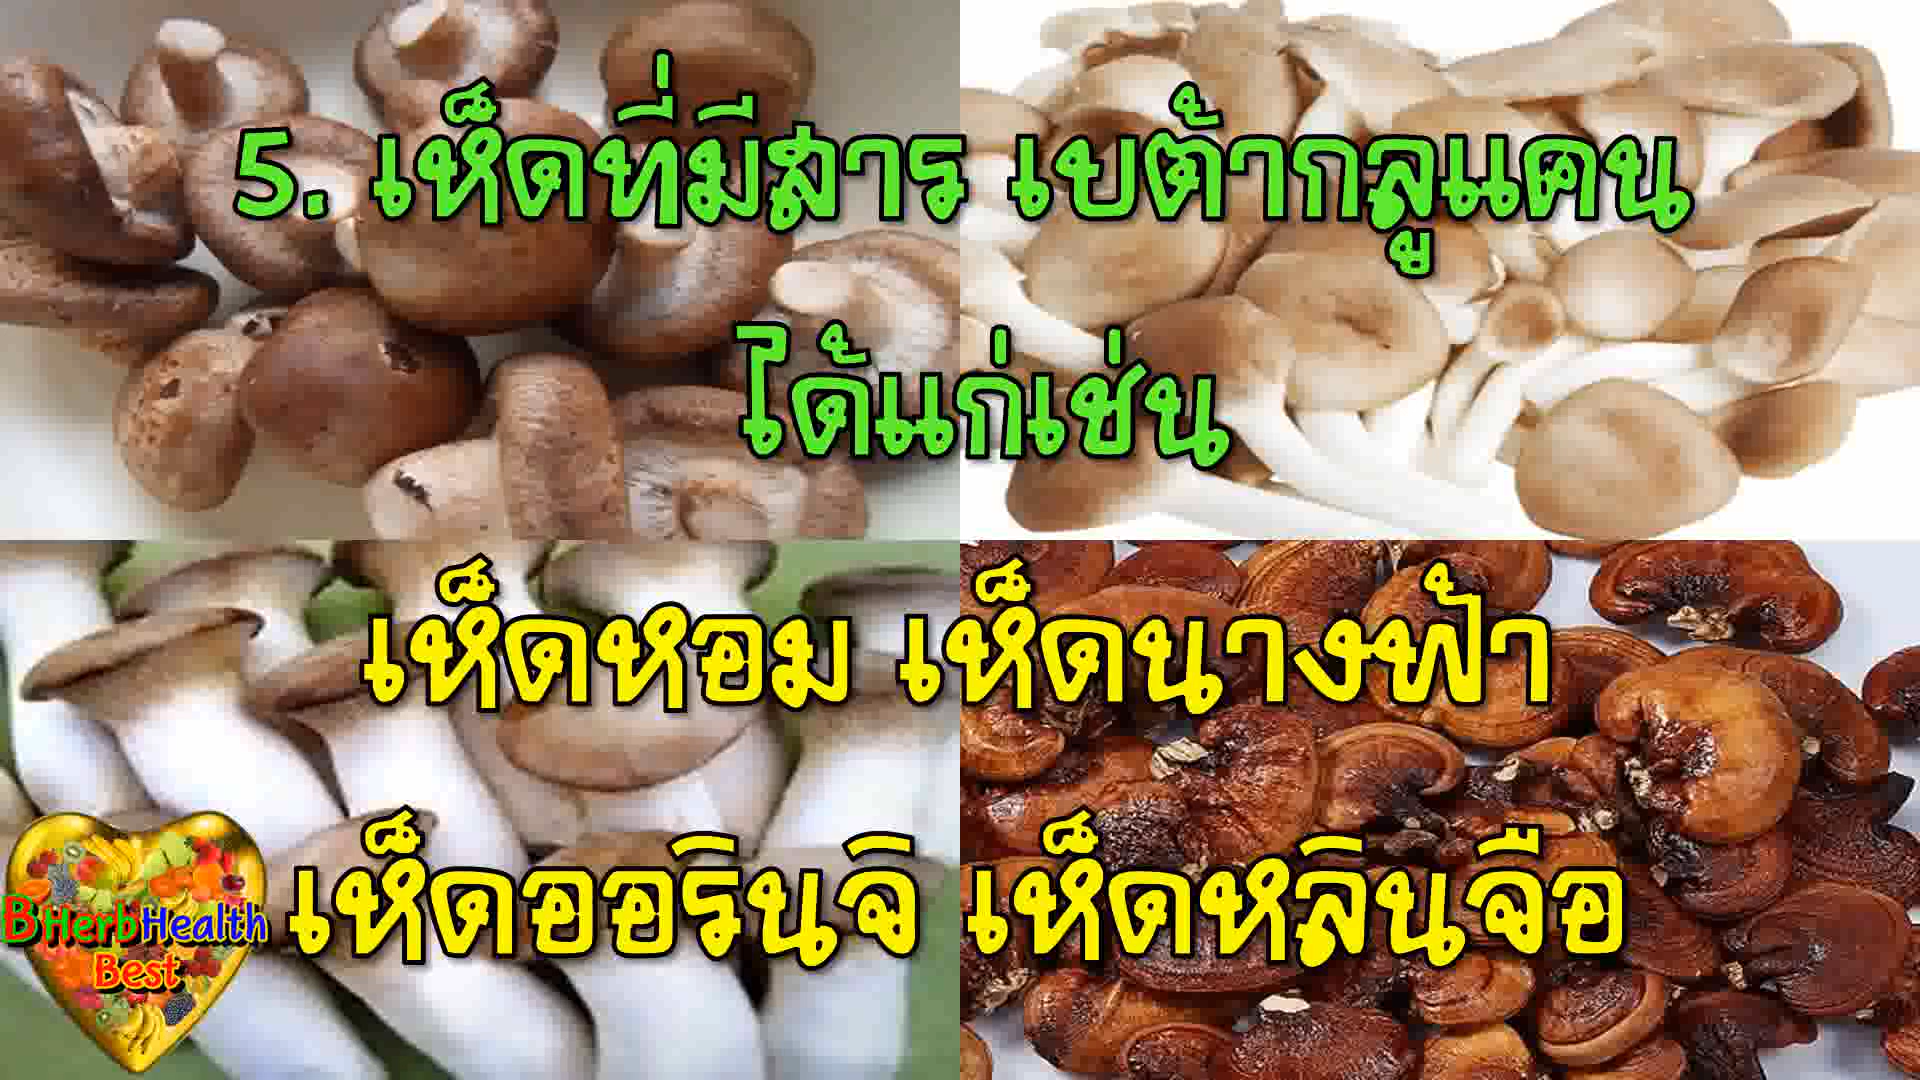 5. เห็ดที่มีสาร เบต้ากลูแคน
ได้แก่เช่น
เห็ดหอม เห็ดนางฟ้า
เห็ดออรินจิ เห็ดหลินจือ
BHerbHealth
Best